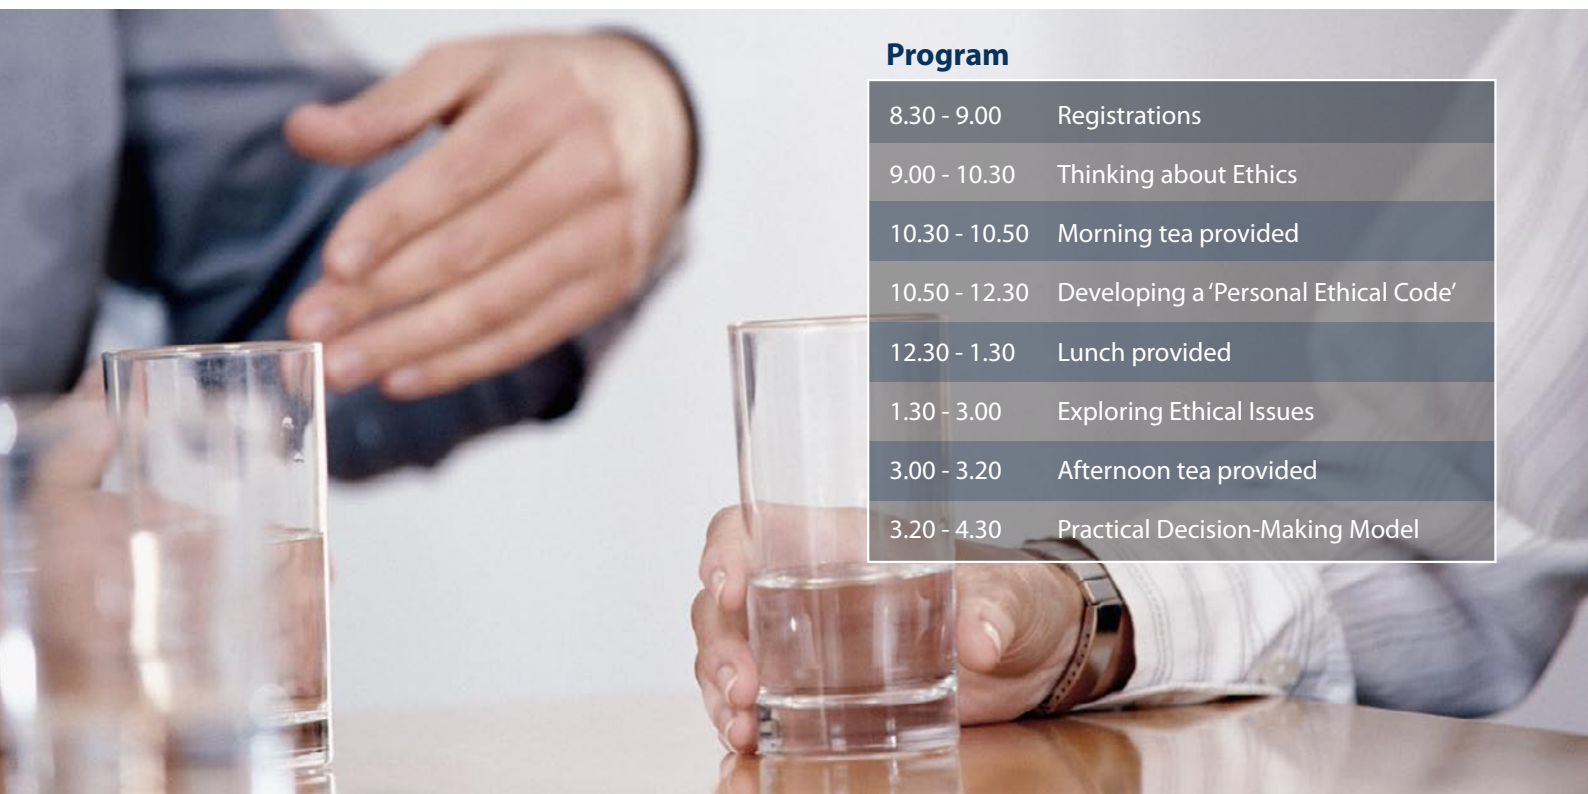 Program
8.30 - 9.00 Registrations
9.00 - 10.30 Thinking about Ethics
10.30 - 10.50 Morning tea provided
10.50 - 12.30 Developing a ‘Personal Ethical Code’
12.30 - 1.30 Lunch provided
1.30 - 3.00 Exploring Ethical Issues
3.00 - 3.20 Afternoon tea provided
3.20 - 4.30 Practical Decision-Making Model